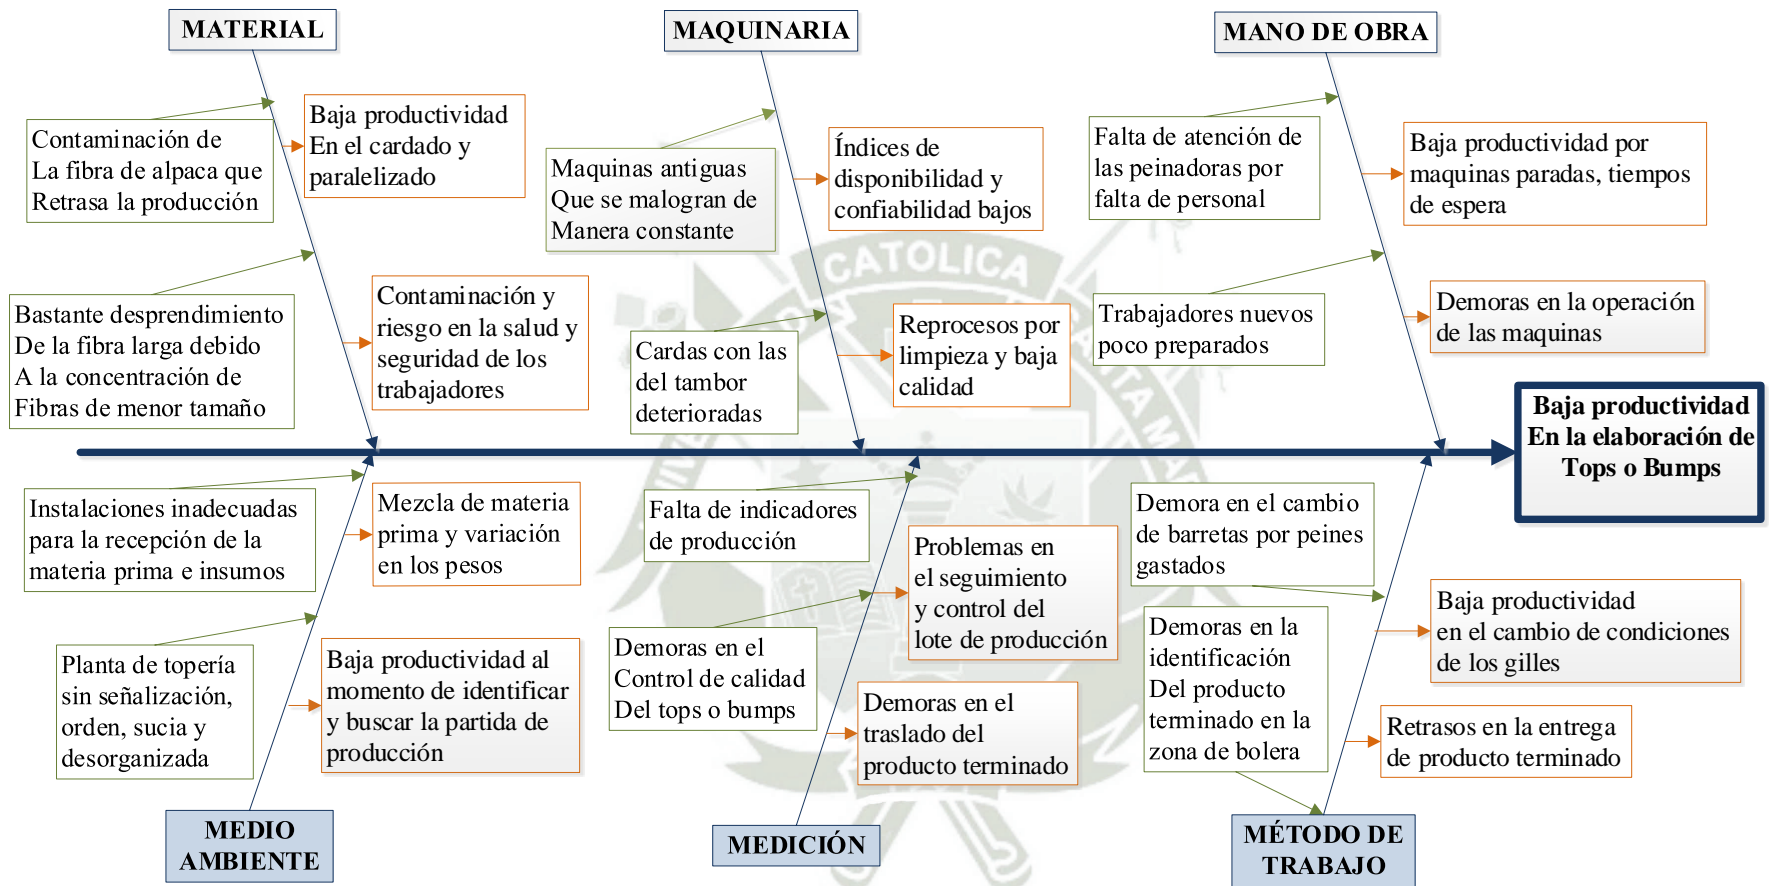 MATERIAL
MAQUINARIA
MANO DE OBRA
Contaminación de
La fibra de alpaca que
Retrasa la producción
Baja productividad
En el cardado y
paralelizado
Maquinas antiguas
Que se malogran de
Manera constante
Índices de
disponibilidad y
confiabilidad bajos
Falta de atención de
las peinadoras por
falta de personal
Baja productividad por
maquinas paradas, tiempos
de espera
Bastante desprendimiento
De la fibra larga debido
A la concentración de
Fibras de menor tamaño
Contaminación y
riesgo en la salud y
seguridad de los
trabajadores
Cardas con las
del tambor
deterioradas
Reprocesos por
limpieza y baja
calidad
Trabajadores nuevos
poco preparados
Demoras en la operación
de las maquinas
Baja productividad
En la elaboración de
Tops o Bumps
Instalaciones inadecuadas
para la recepción de la
materia prima e insumos
Mezcla de materia
prima y variación
en los pesos
Falta de indicadores
de producción
Problemas en
el seguimiento
y control del
lote de producción
Demora en el cambio
de barretas por peines
gastados
Baja productividad
en el cambio de condiciones
de los gilles
Planta de topería
sin señalización,
orden, sucia y
desorganizada
Baja productividad al
momento de identificar
y buscar la partida de
producción
Demoras en el
Control de calidad
Del tops o bumps
Demoras en el
traslado del
producto terminado
Demoras en la
identificación
Del producto
terminado en la
zona de bolera
Retrasos en la entrega
de producto terminado
MEDIO
AMBIENTE
MEDICIÓN
MÉTODO DE
TRABAJO
CATOLICA